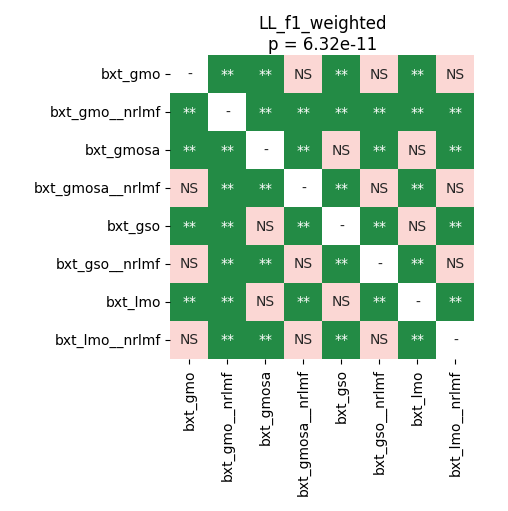 LL_f1_weighted
p = 6.32e-11
bxt_gmo - ** ** NS ** NS ** NS
bxt_gmo__nrlmf ** - ** ** ** ** ** **
bxt_gmosa ** ** - ** NS ** NS **
bxt_gmosa__nrlmf NS ** ** - ** NS ** NS
bxt_gso ** ** NS ** - ** NS **
bxt_gso__nrlmf NS ** ** NS ** - ** NS
bxt_lmo ** ** NS ** NS ** - **
bxt_lmo__nrlmf NS ** ** NS ** NS ** -
bxt_gmo
bxt_gmo__nrlmf
bxt_gmosa
bxt_gmosa__nrlmf
bxt_gso
bxt_gso__nrlmf
bxt_lmo
bxt_lmo__nrlmf